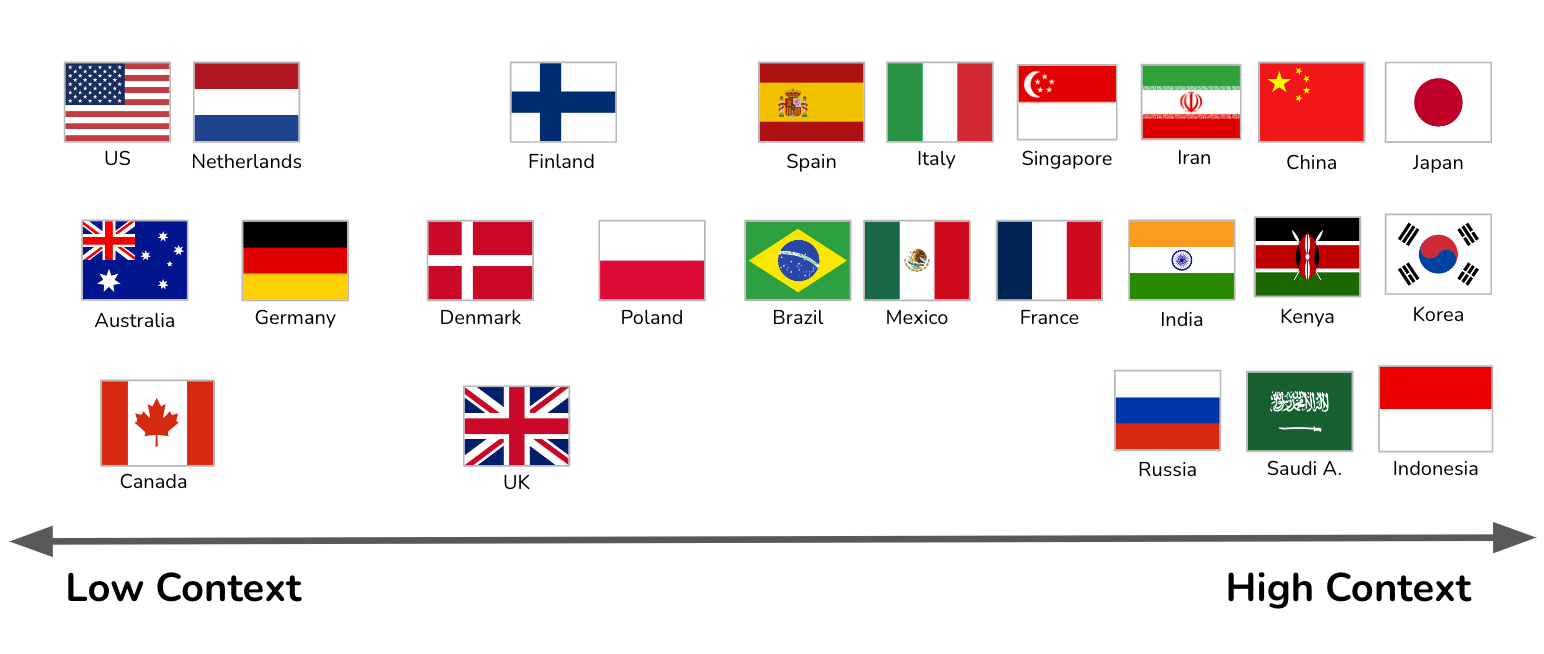 US
Netherlands
Finland
Spain
Italy
Singapore
Iran
China
Japan
Australia
Germany
Denmark
Poland
Brazil
Mexico
France
India
Kenya
Korea
Canada
UK
Russia
Saudi A.
Indonesia
Low Context
High Context